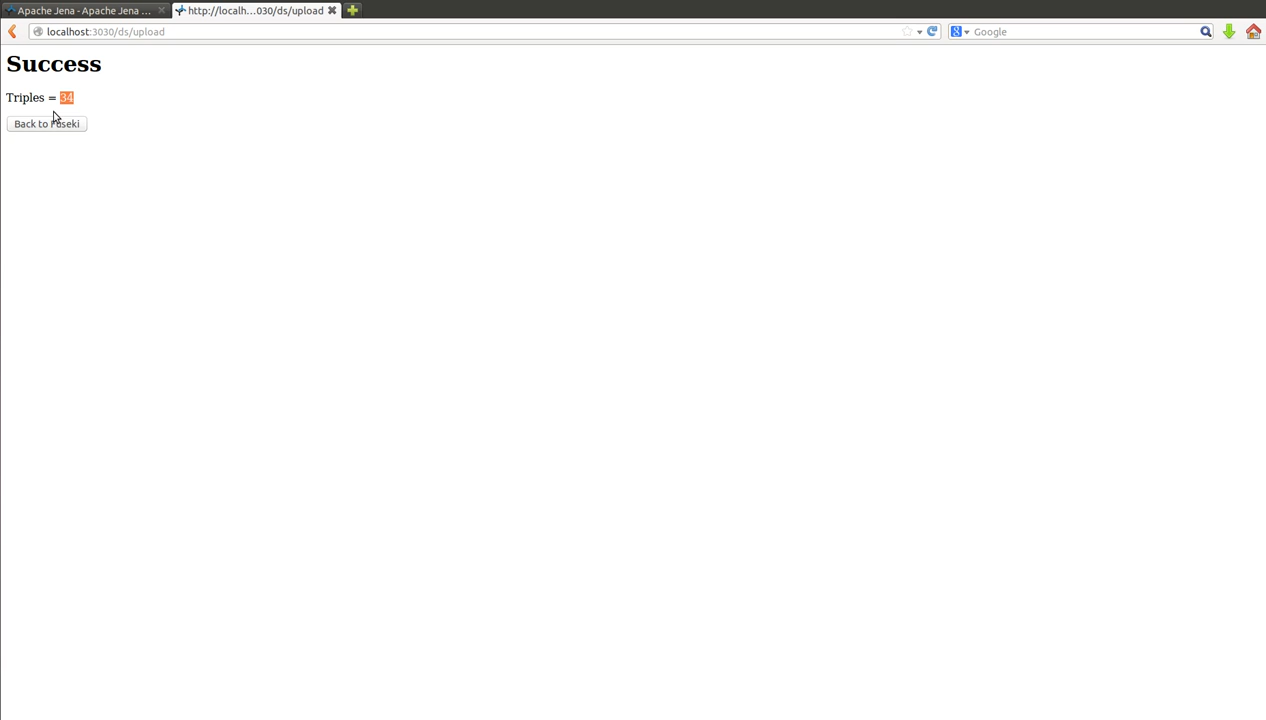 Apache Jena - Apache Jena ...
http://localh...030/ds/upload
localhost:3030/ds/upload
Google
Success
Triples = 34
Back to Fuseki